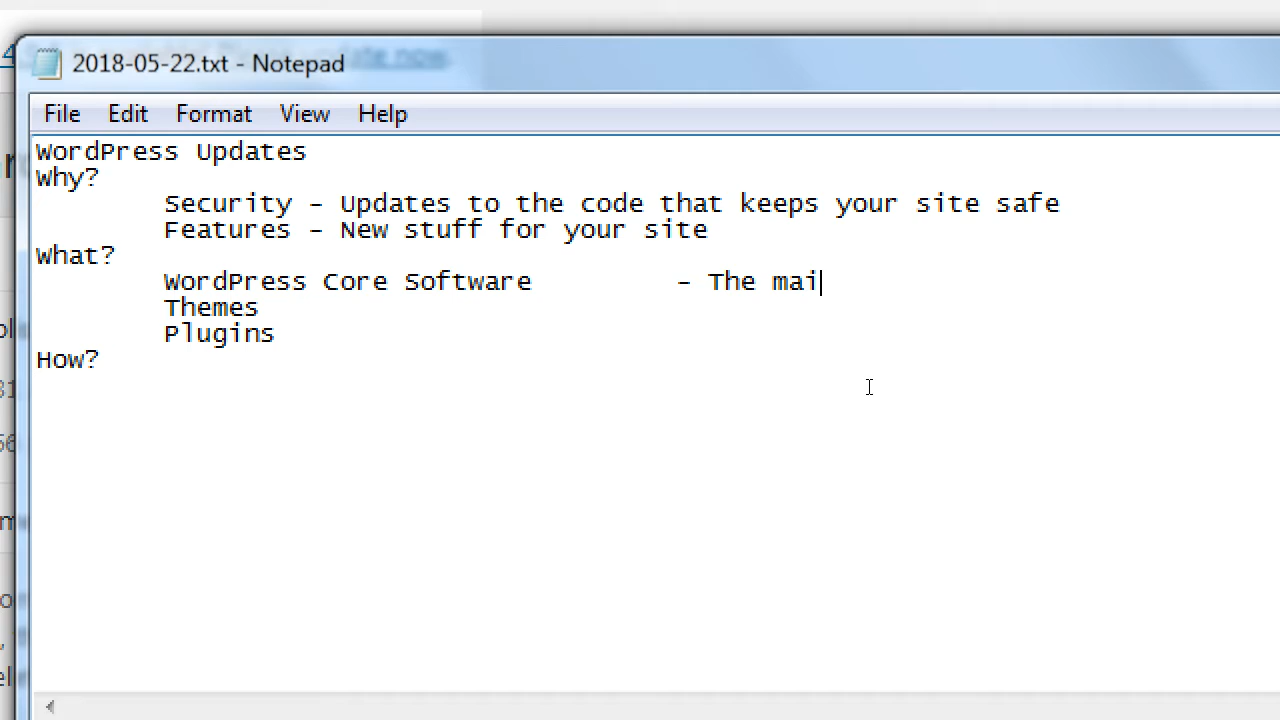 2018-05-22.txt - Notepad
File Edit Format View Help
WordPress Updates
Why?
Security - Updates to the code that keeps your site safe
Features - New stuff for your site
What?
WordPress Core Software - The mai
Themes
Plugins
How?